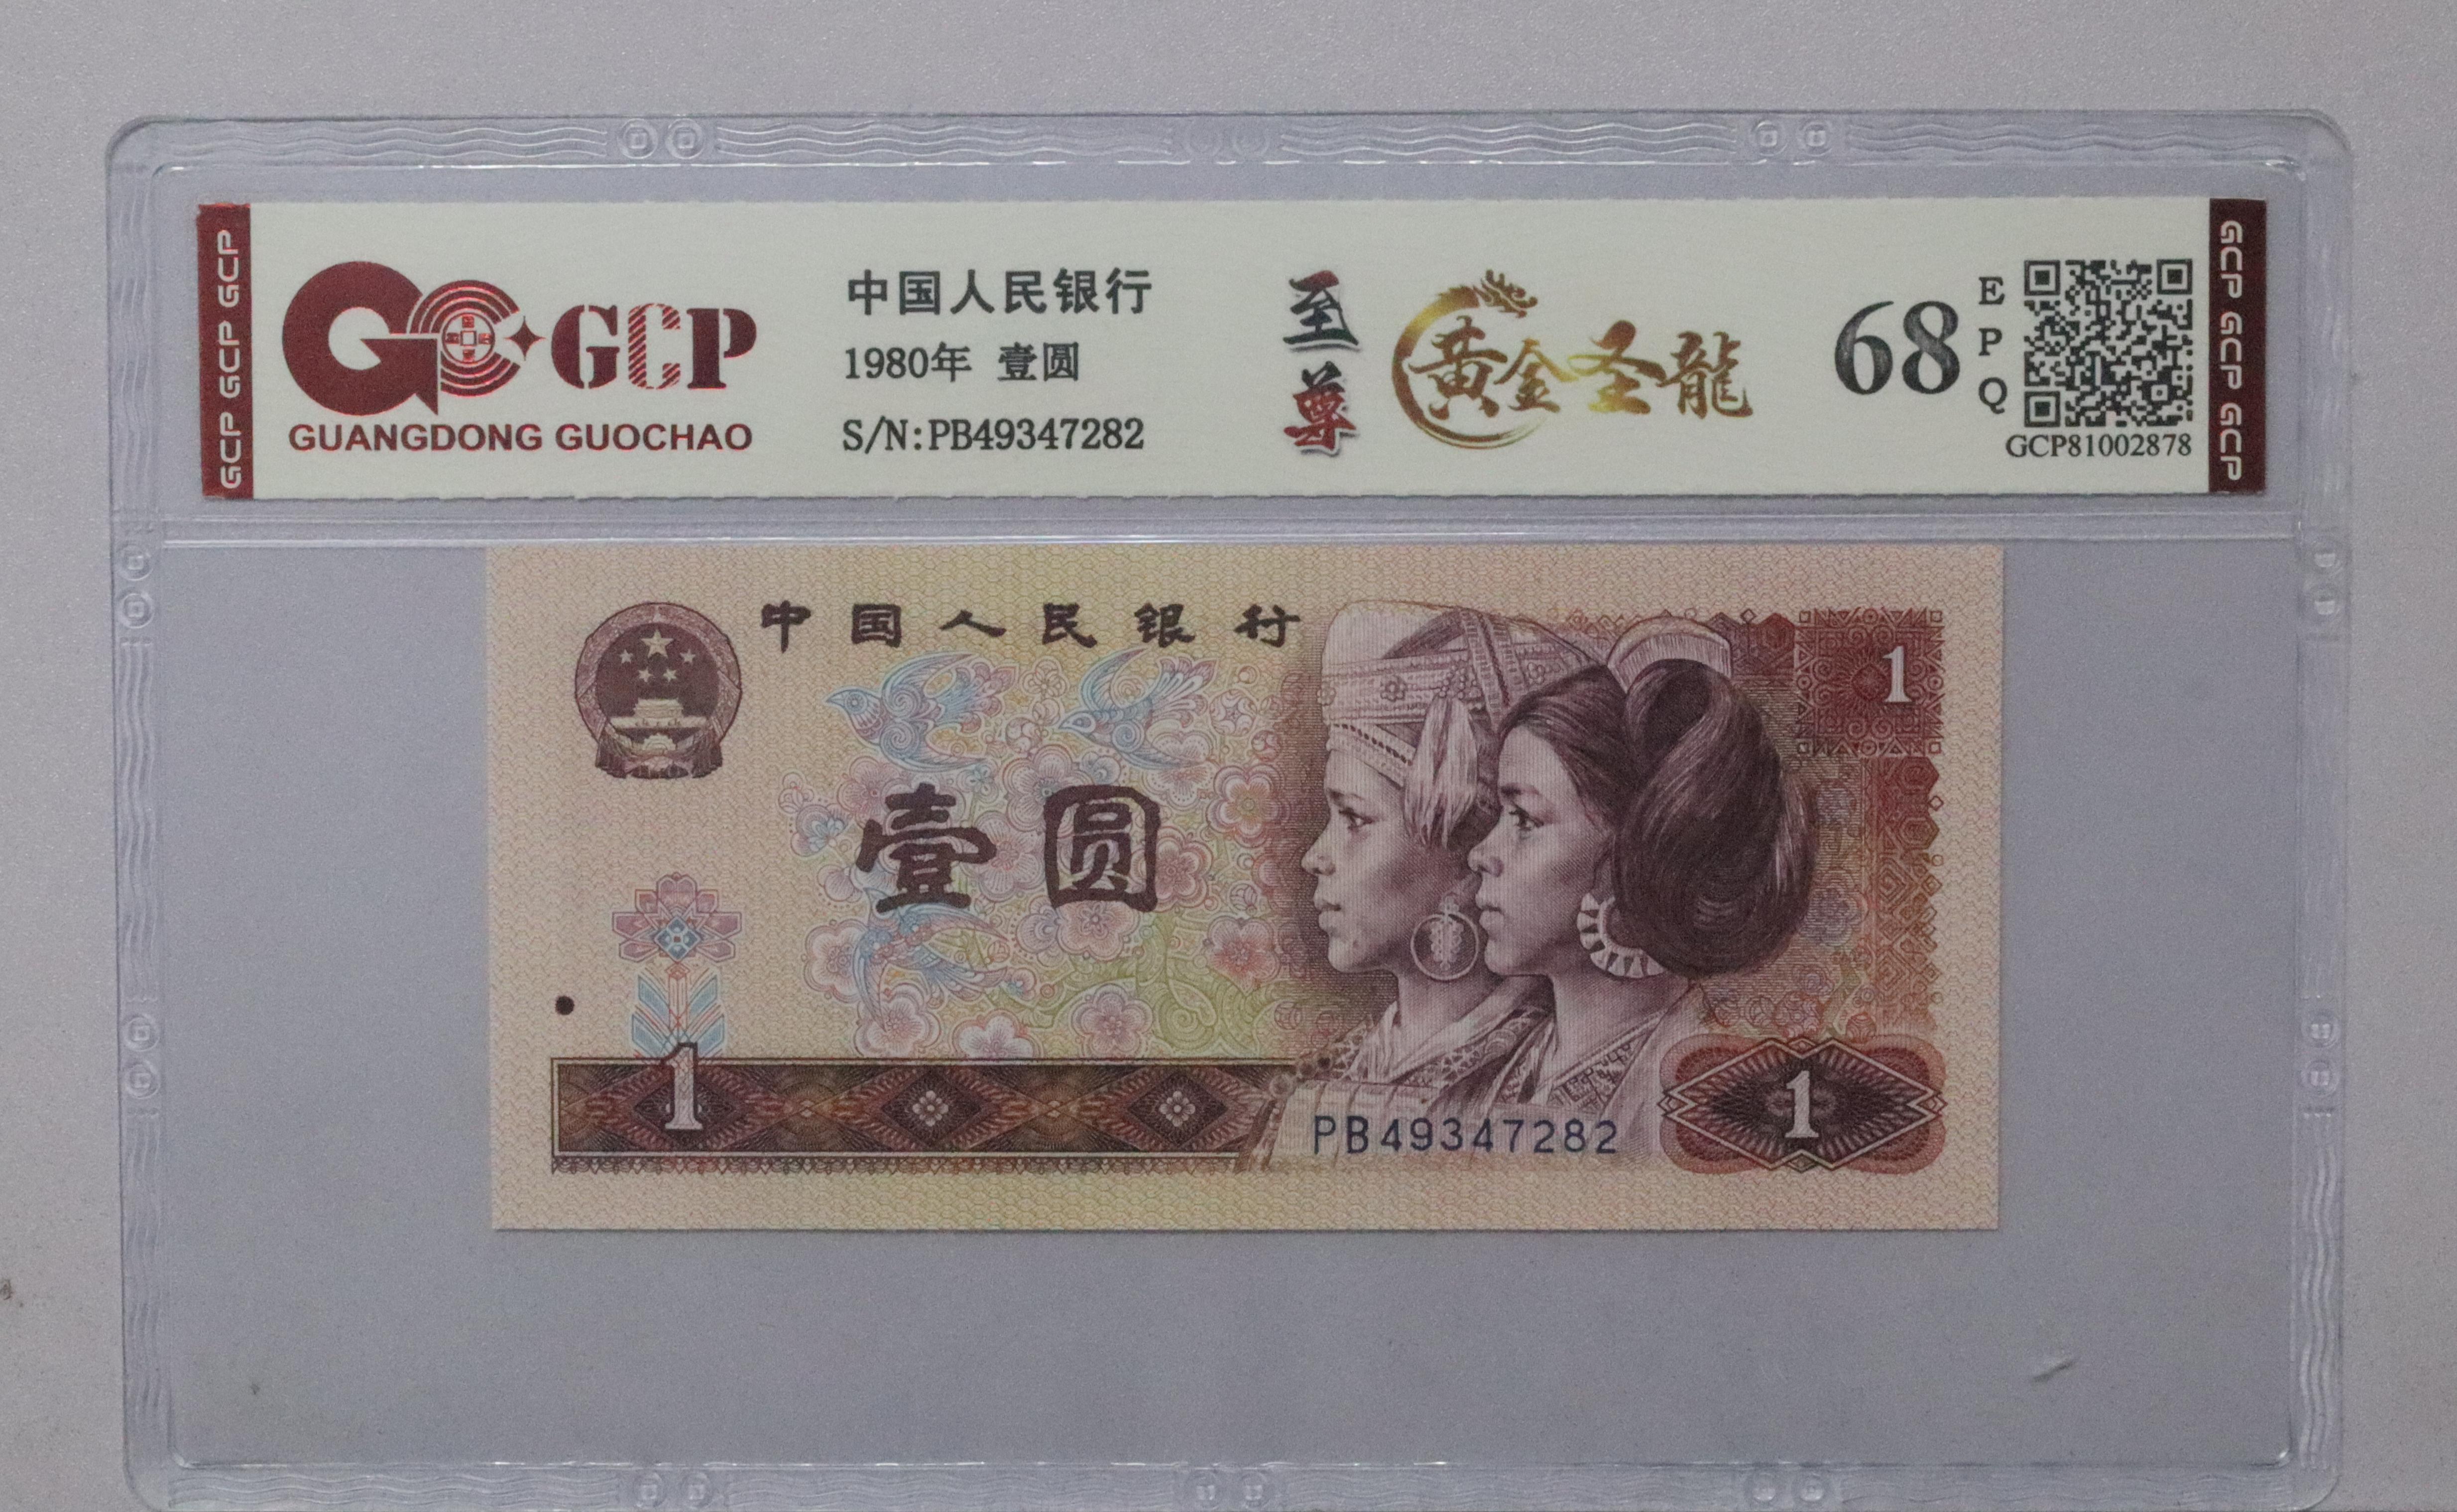 GCP GCP GCP
GCP
GUANGDONG GUOCHAO
中国人民银行
1980年 壹圆
S/N:PB49347282
至尊
黄金圣龍
68
EPQ
GCP81002878
GCP GCP GCP
中国人民银行
1
壹圆
1
PB49347282
1